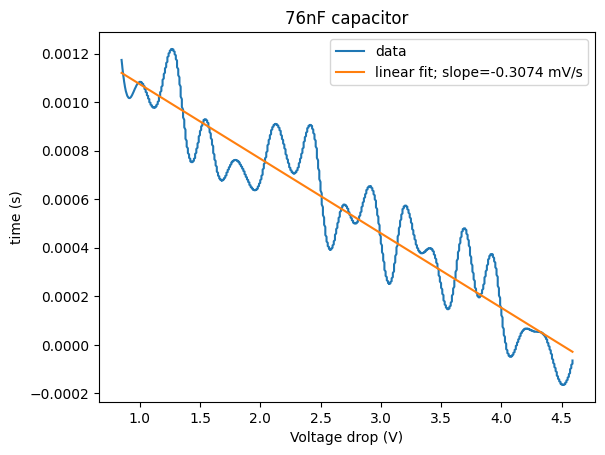 76nF capacitor
data
linear fit; slope=-0.3074 mV/s
time (s)
0.0012
0.0010
0.0008
0.0006
0.0004
0.0002
0.0000
−0.0002
1.0 1.5 2.0 2.5 3.0 3.5 4.0 4.5
Voltage drop (V)